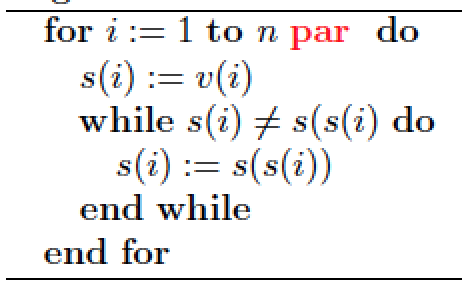 for i := 1 to n par do
s(i) := v(i)
while s(i) ≠ s(s(i) do
s(i) := s(s(i))
end while
end for